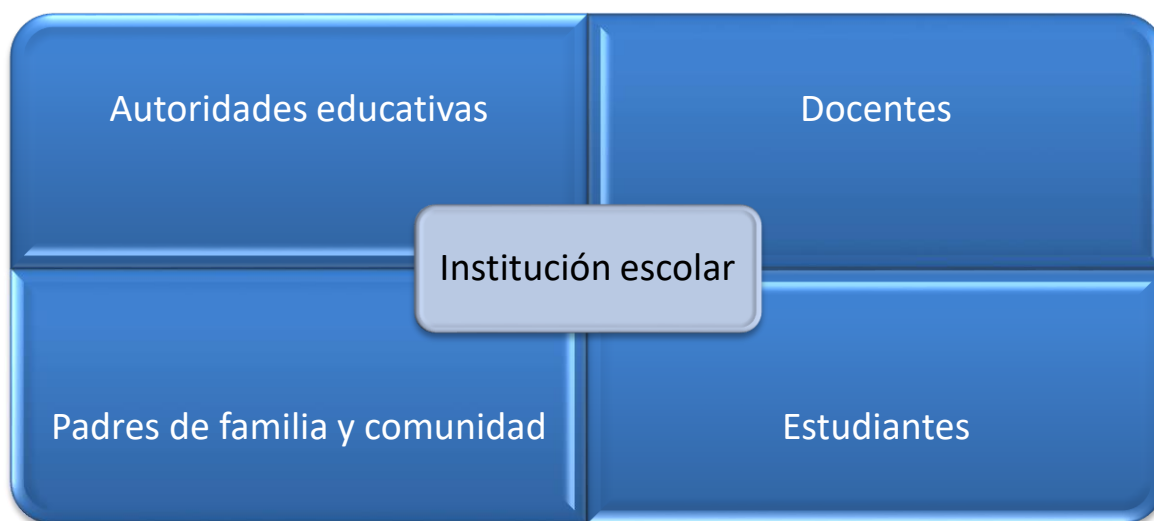 Autoridades educativas
Docentes
Institución escolar
Padres de familia y comunidad
Estudiantes